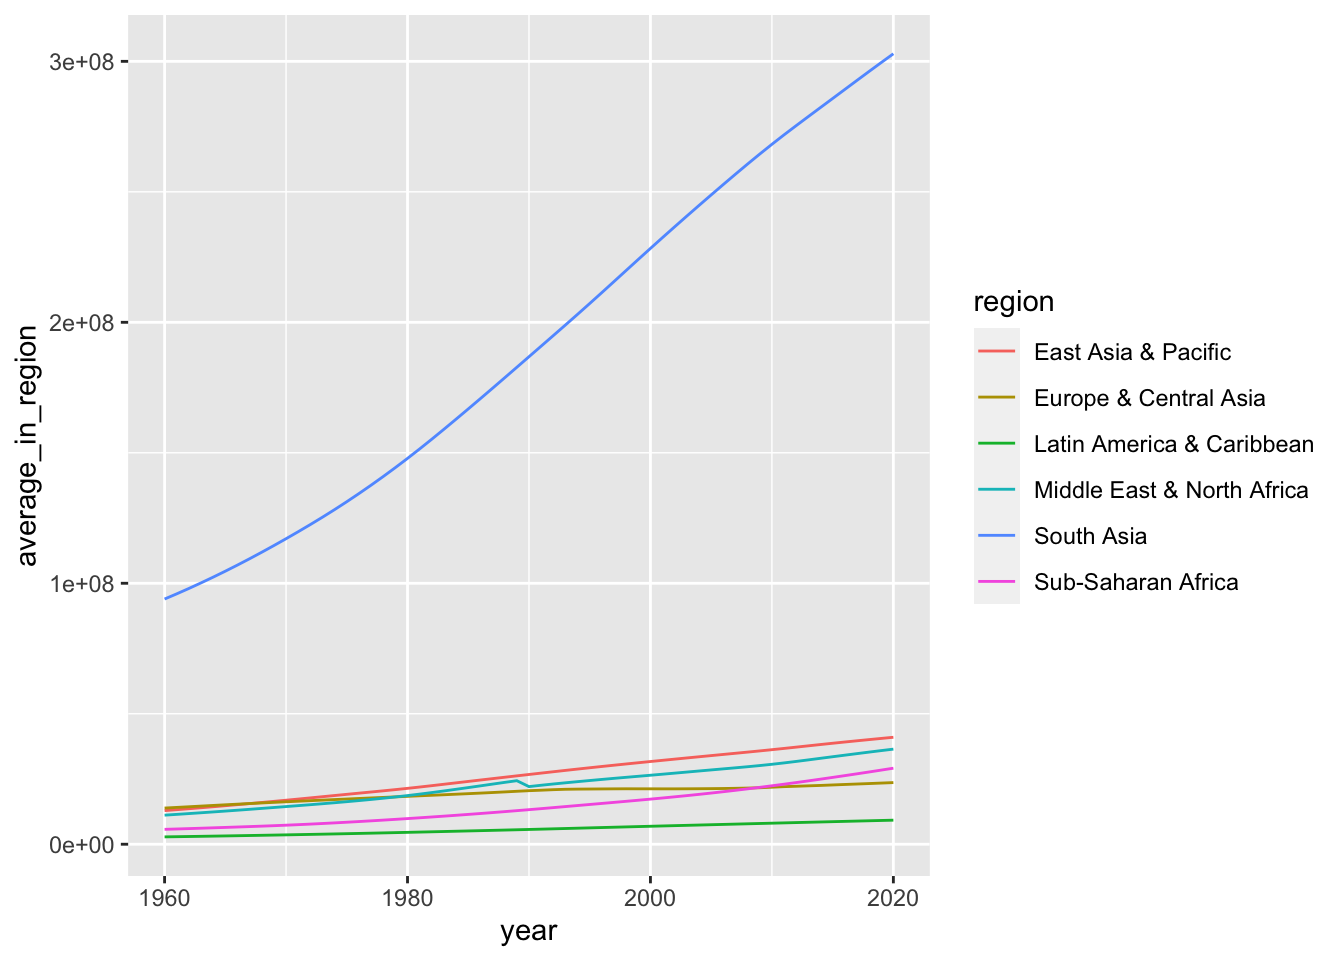 3e+08
2e+08
1e+08
0e+00
average_in_region
1960
1980
2000
2020
year
region
East Asia & Pacific
Europe & Central Asia
Latin America & Caribbean
Middle East & North Africa
South Asia
Sub-Saharan Africa